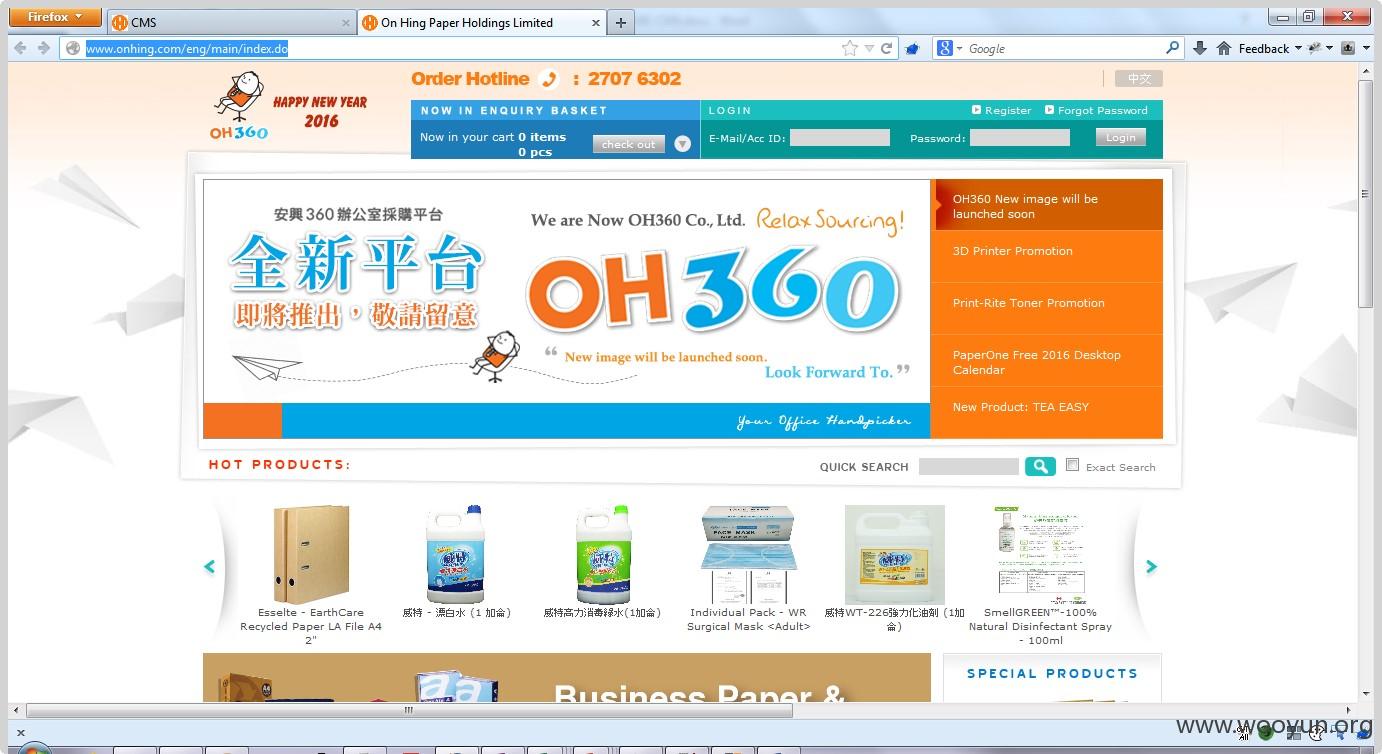 Firefox
CMS
On Hing Paper Holdings Limited
www.onhing.com/eng/main/index.do
Google
Feedback
HAPPY NEW YEAR
2016
OH360
Order Hotline : 2707 6302
中文
NOW IN ENQUIRY BASKET
LOGIN
Register
Forgot Password
Now in your cart 0 items
0 pcs
check out
E-Mail/Acc ID:
Password:
Login
安興360辦公室採購平台
全新平台
即將推出，敬請留意
We are Now OH360 Co., Ltd. Relax Sourcing!
OH360
“ New image will be launched soon.
Look Forward To. ”
Your Office Handpicker
OH360 New image will be
launched soon
3D Printer Promotion
Print-Rite Toner Promotion
PaperOne Free 2016 Desktop
Calendar
New Product: TEA EASY
HOT PRODUCTS:
QUICK SEARCH
Exact Search
FACE MASK
Esselte - EarthCare
Recycled Paper LA File A4
2"
威特 - 漂白水 (1 加侖)
威特高力消毒綠水(1加侖)
Individual Pack - WR
Surgical Mask <Adult>
威特WT-226強力化油劑 (1加
侖)
SmellGREEN™-100%
Natural Disinfectant Spray
- 100ml
Business Paper &
SPECIAL PRODUCTS
www.wooyun.org